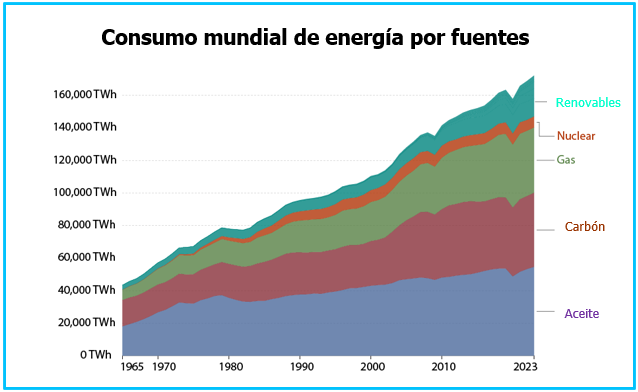 Consumo mundial de energía por fuentes
160,000 TWh
140,000 TWh
120,000 TWh
100,000 TWh
80,000 TWh
60,000 TWh
40,000 TWh
20,000 TWh
0 TWh
1965 1970 1980 1990 2000 2010 2023
Renovables
Nuclear
Gas
Carbón
Aceite